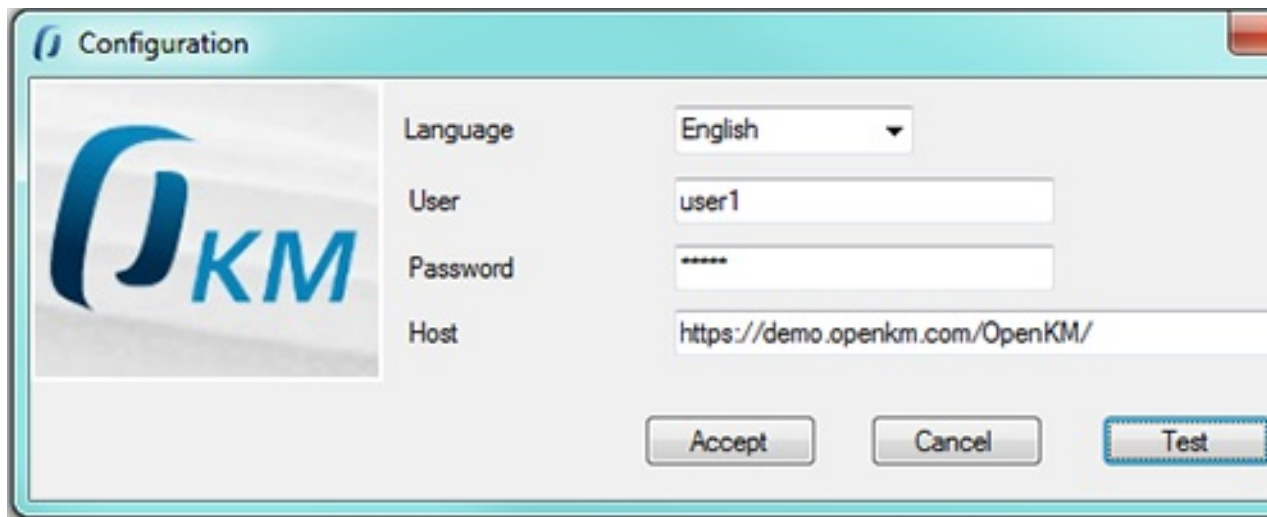 Configuration
Language English
User user1
Password *****
Host https://demo.openkm.com/OpenKM/
KM
Accept Cancel Test